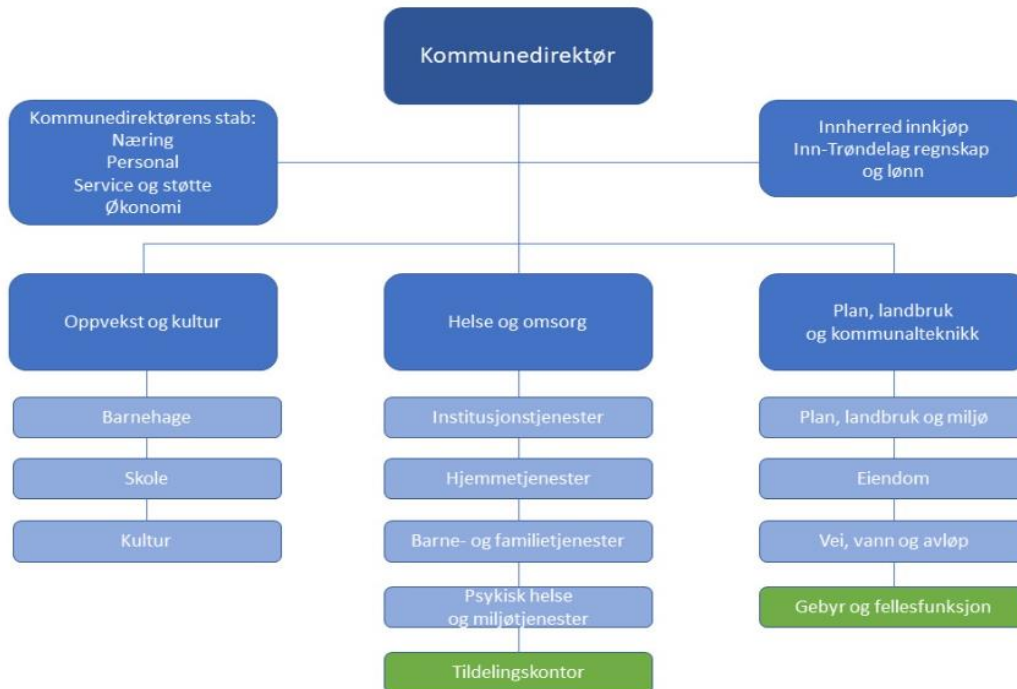 Kommunedirektør
Kommunedirektørens stab:
Næring
Personal
Service og støtte
Økonomi
Innherred innkjøp
Inn-Trøndelag regnskap
og lønn
Oppvekst og kultur
Barnehage
Skole
Kultur
Helse og omsorg
Institusjonstjenester
Hjemmetjenester
Barne- og familietjenester
Psykisk helse
og miljøtjenester
Tildelingskontor
Plan, landbruk
og kommunalteknikk
Plan, landbruk og miljø
Eiendom
Vei, vann og avløp
Gebyr og fellesfunksjon